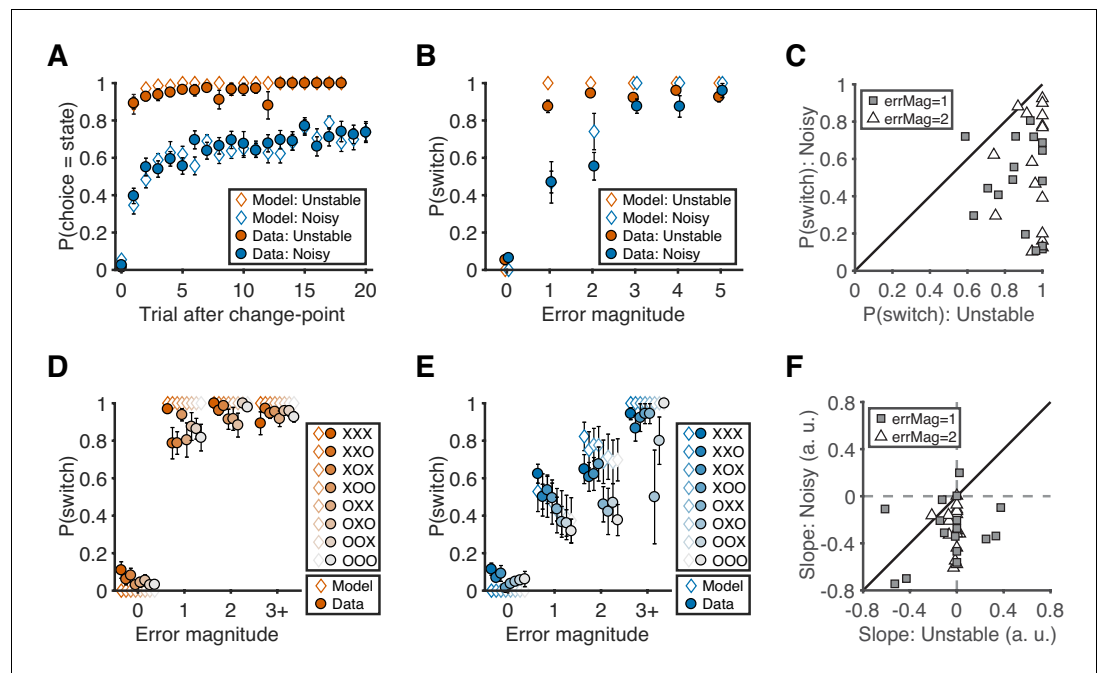 A
P(choice = state)
1
0.8
0.6
0.4
0.2
0
0 5 10 15 20
Trial after change-point
Model: Unstable
Model: Noisy
Data: Unstable
Data: Noisy
B
P(switch)
1
0.8
0.6
0.4
0.2
0
0 1 2 3 4 5
Error magnitude
Model: Unstable
Model: Noisy
Data: Unstable
Data: Noisy
C
P(switch): Noisy
1
0.8
0.6
0.4
0.2
0
0 0.2 0.4 0.6 0.8 1
P(switch): Unstable
errMag=1
errMag=2
D
P(switch)
1
0.8
0.6
0.4
0.2
0
0 1 2 3+
Error magnitude
XXX
XXO
XOX
XOO
OXX
OXO
OOX
OOO
Model
Data
E
P(switch)
1
0.8
0.6
0.4
0.2
0
0 1 2 3+
Error magnitude
XXX
XXO
XOX
XOO
OXX
OXO
OOX
OOO
Model
Data
F
Slope: Noisy (a. u.)
0.8
0.4
0
-0.4
-0.8
-0.8 -0.4 0 0.4 0.8
Slope: Unstable (a. u.)
errMag=1
errMag=2